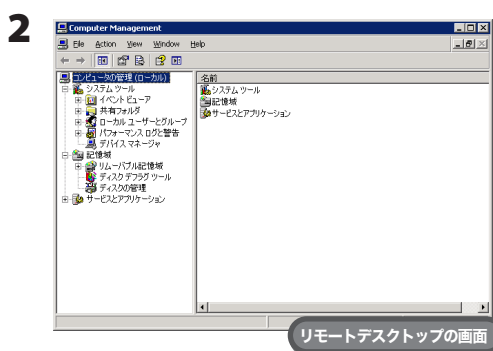 2
Computer Management
File Action View Window Help
コンピュータの管理 (ローカル)
システム ツール
イベント ビューア
共有フォルダ
ローカル ユーザーとグループ
パフォーマンス ログと警告
デバイス マネージャ
記憶域
リムーバブル記憶域
ディスク デフラグ ツール
ディスクの管理
サービスとアプリケーション
名前
システム ツール
記憶域
サービスとアプリケーション
リモートデスクトップの画面